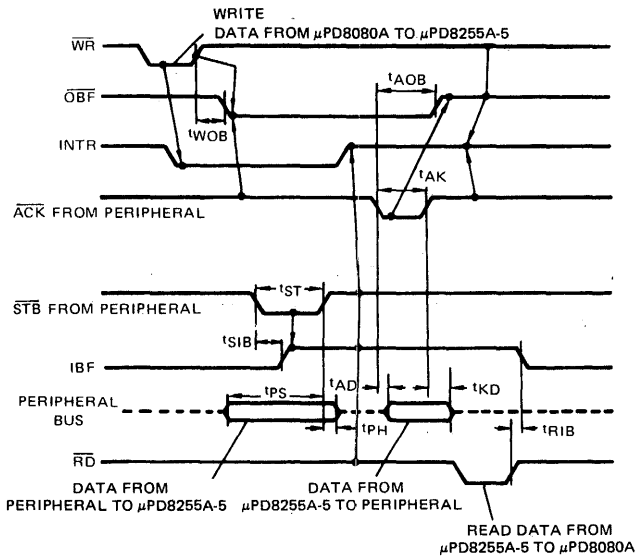 WRITE
DATA FROM µPD8080A TO µPD8255A-5
WR
tAOB
OBF
tWOB
INTR
tAK
ACK FROM PERIPHERAL
tST
STB FROM PERIPHERAL
tSIB
IBF
tPS
tAD
tKD
PERIPHERAL
BUS
tPH
tRIB
RD
DATA FROM
PERIPHERAL TO µPD8255A-5
DATA FROM
µPD8255A-5 TO PERIPHERAL
READ DATA FROM
µPD8255A-5 TO µPD8080A